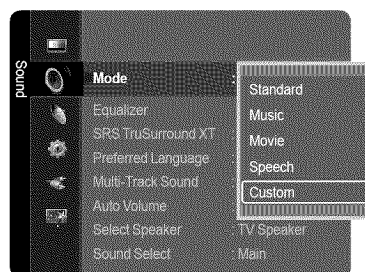 Sound
Mode :
Standard
Music
Movie
Speech
Custom
Equalizer
SRS TruSurround XT :
Preferred Language :
Multi-Track Sound
Auto Volume
Select Speaker : TV Speaker
Sound Select : Main